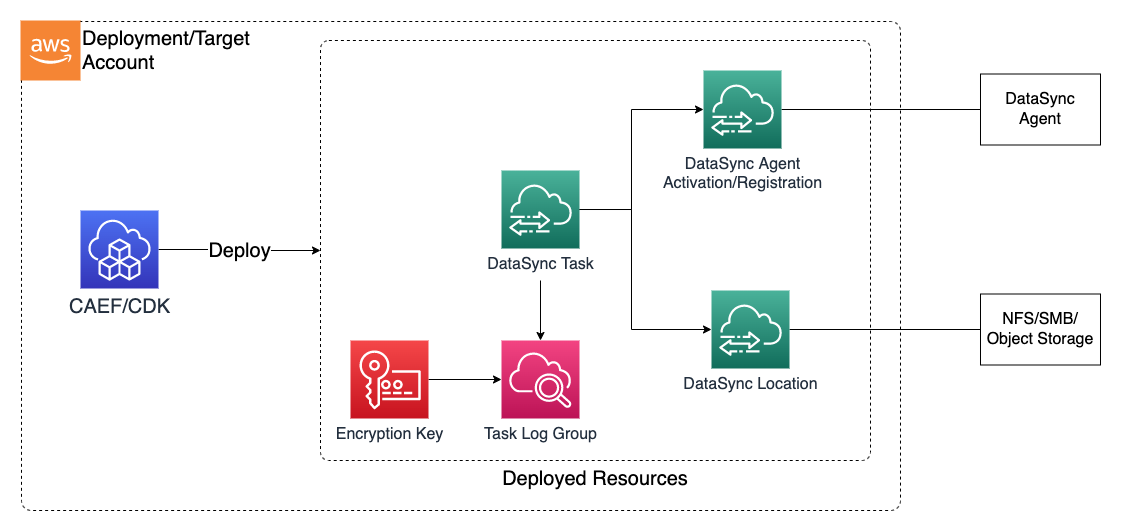 aws
Deployment/Target
Account
DataSync
Agent
DataSync Agent
Activation/Registration
Deploy
DataSync Task
CAEF/CDK
NFS/SMB/
Object Storage
DataSync Location
Encryption Key
Task Log Group
Deployed Resources